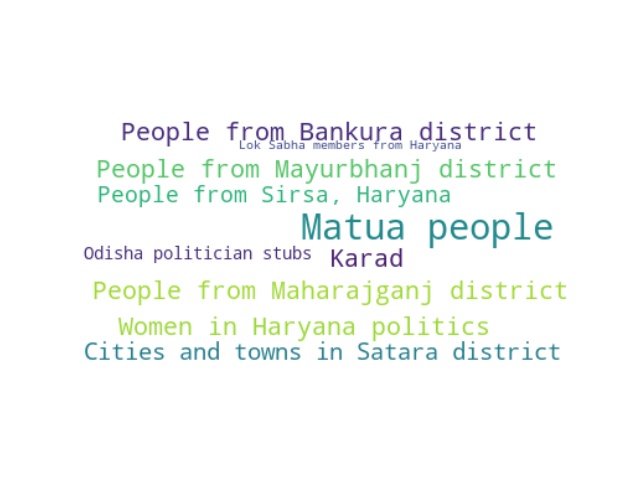 People from Bankura district
Lok Sabha members from Haryana
People from Mayurbhanj district
People from Sirsa, Haryana
Matua people
Odisha politician stubs
Karad
People from Maharajganj district
Women in Haryana politics
Cities and towns in Satara district